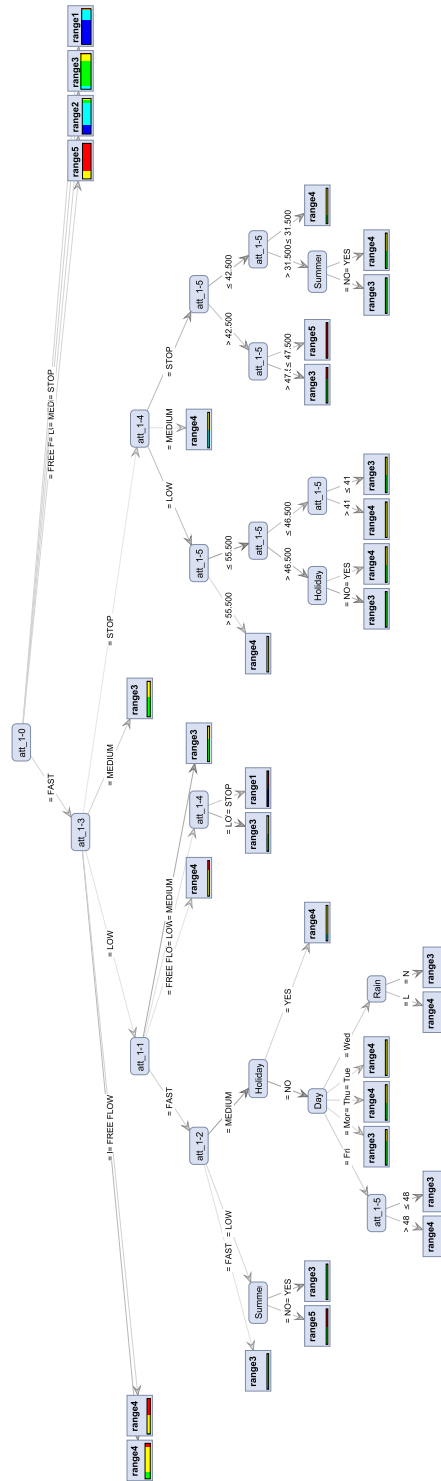 att_1-0
= FAST
= STOP
att_1-3
range5
range2
range3
range1
= FREE FLOW
= LOW
= MEDIUM
= STOP
range4
range4
att_1-1
range3
att_1-4
= FAST
= FREE FLO= LOW= MEDIUM
= LOW
= MEDIUM
= STOP
att_1-2
range4
att_1-4
range3
att_1-5
range4
att_1-5
= FAST
= LOW
= MEDIUM
= LO= STOP
> 55.500
≤ 55.500
> 42.500
≤ 42.500
range3
Summe
Holiday
range3
range1
range4
att_1-5
att_1-5
att_1-5
= NO= YES
= NO
= YES
> 46.500
≤ 46.500
≤ 47.500
> 31.500≤ 31.500
range5
range3
Day
range4
Holiday
att_1-5
range3
range5
Summer
range4
= Fri
= Mor= Thu= Tue
= Wed
= NO= YES
> 41
≤ 41
= NO= YES
att_1-5
range3
range4
range4
Rain
range3
range4
range4
range3
range3
range4
> 48
≤ 48
= L
= N
range4
range3
range4
range3